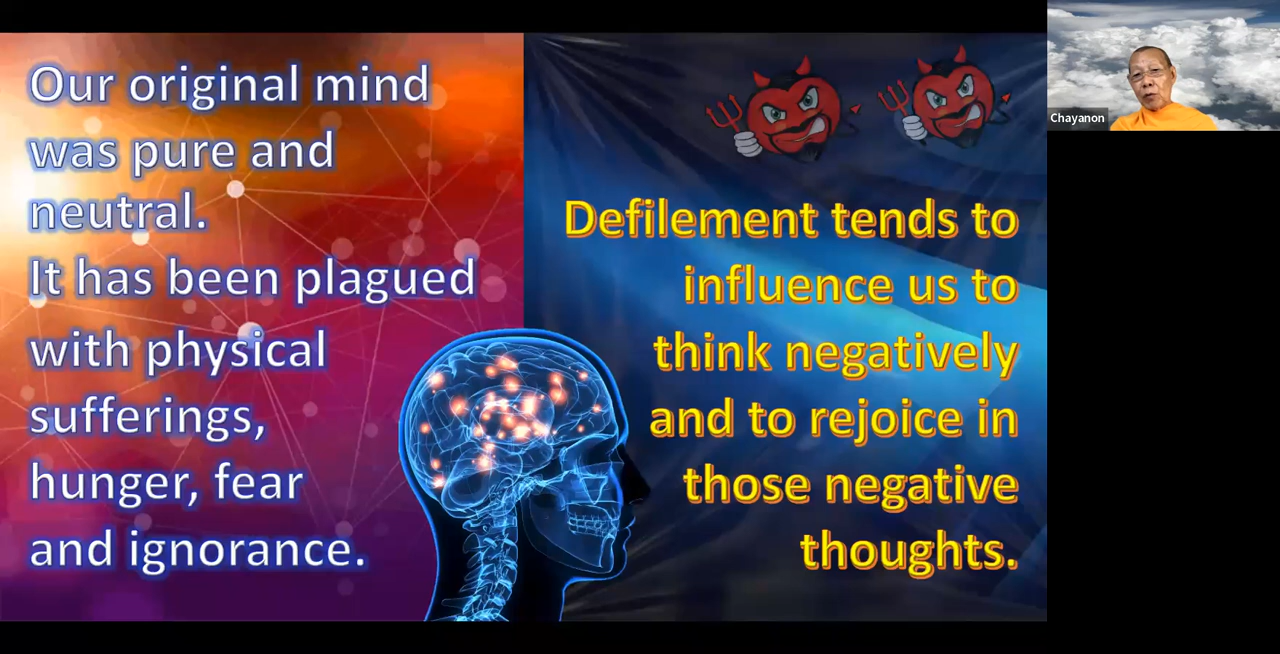 Our original mind
was pure and
neutral.
It has been plagued
with physical
sufferings,
hunger, fear
and ignorance.
Defilement tends to
influence us to
think negatively
and to rejoice in
those negative
thoughts.
Chayanon